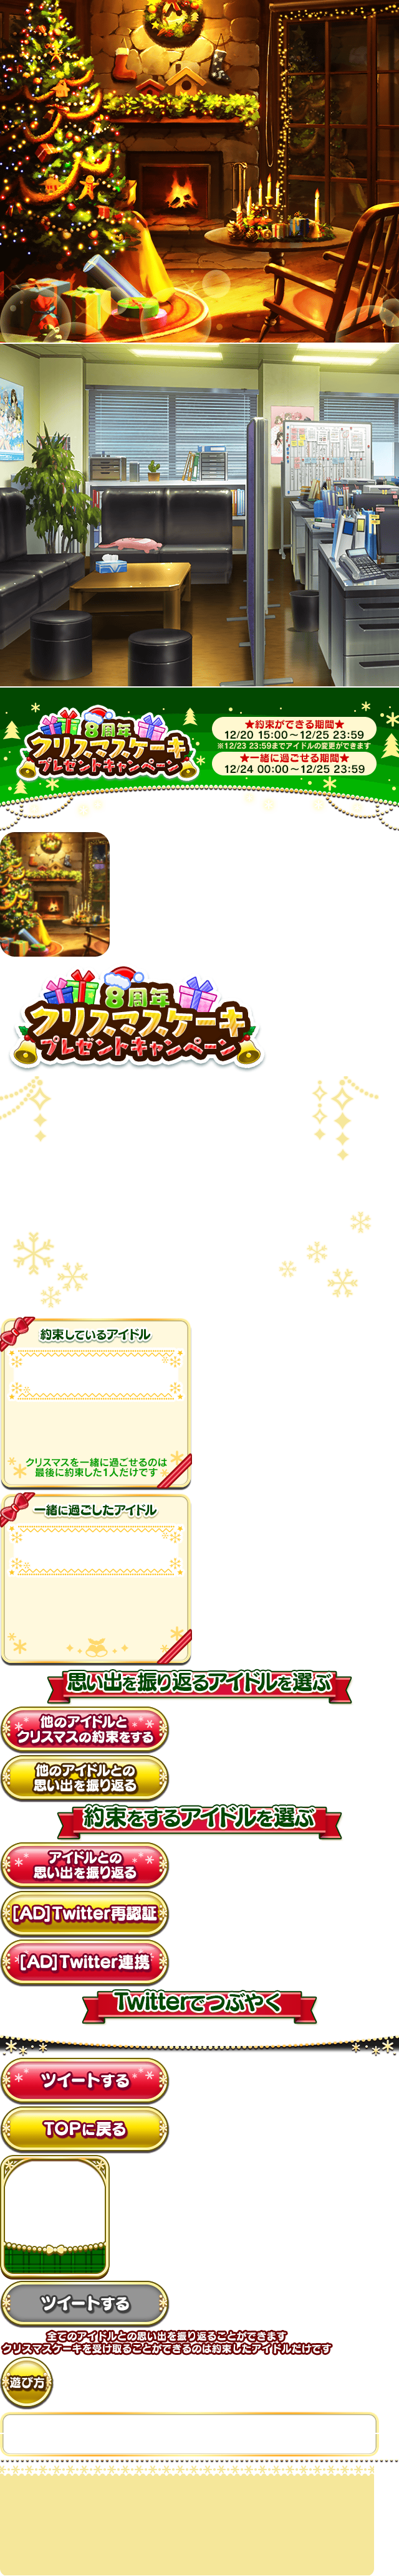 8周年
クリスマスケーキ
プレゼントキャンペーン
★約束ができる期間★
12/20 15:00～12/25 23:59
※12/23 23:59までアイドルの変更ができます
★一緒に過ごせる期間★
12/24 00:00～12/25 23:59
8周年
クリスマスケーキ
プレゼントキャンペーン
約束しているアイドル
クリスマスを一緒に過ごせるのは
最後に約束した1人だけです
一緒に過ごしたアイドル
思い出を振り返るアイドルを選ぶ
他のアイドルと
クリスマスの約束をする
他のアイドルとの
思い出を振り返る
約束をするアイドルを選ぶ
アイドルとの
思い出を振り返る
[AD]Twitter再認証
[AD]Twitter連携
Twitterでつぶやく
ツイートする
TOPに戻る
ツイートする
全てのアイドルとの思い出を振り返ることができます
クリスマスケーキを受け取ることができるのは約束したアイドルだけです
遊び方